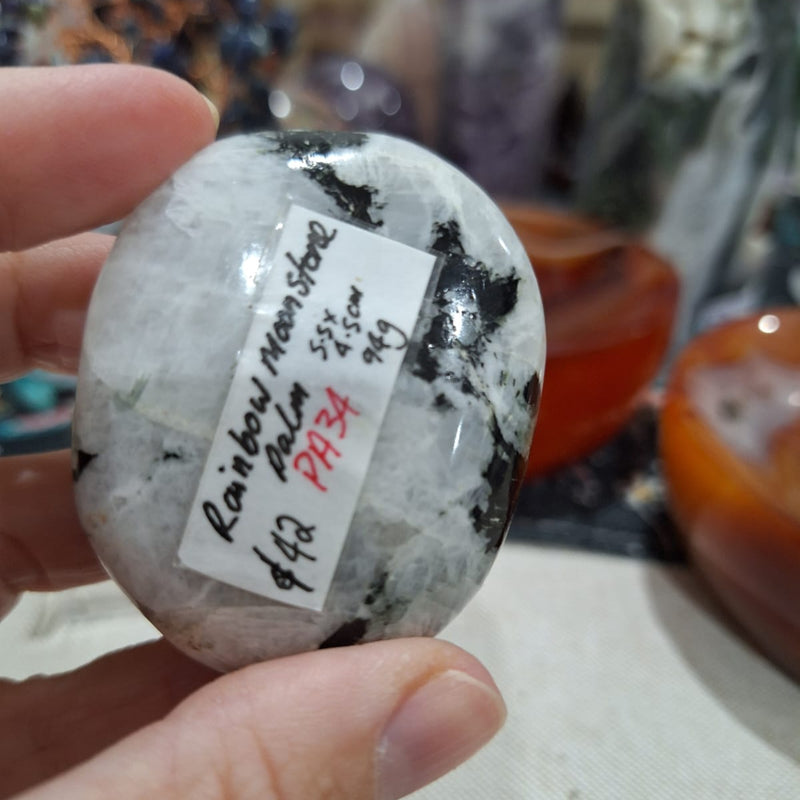 Rainbow Moonstone
Palm
5.5x
4.5cm
94g
PA34
$42